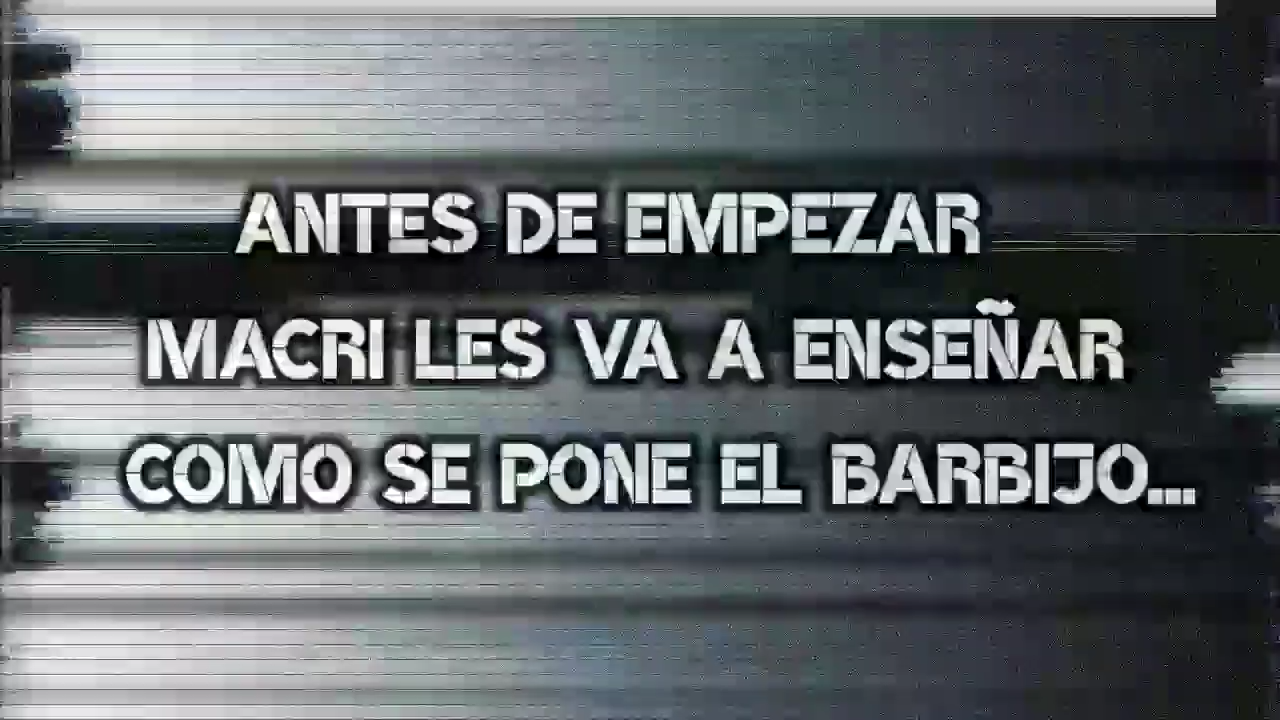 ANTES DE EMPEZAR
MACRI LES VA A ENSEÑAR
COMO SE PONE EL BARBIJO...